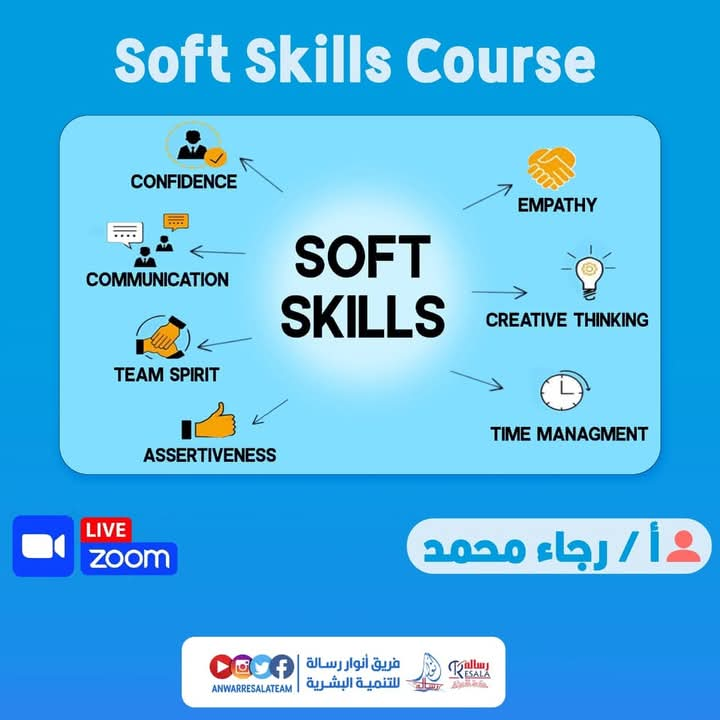 Soft Skills Course
CONFIDENCE
COMMUNICATION
TEAM SPIRIT
ASSERTIVENESS
SOFT
SKILLS
EMPATHY
CREATIVE THINKING
TIME MANAGMENT
LIVE
zoom
أ / رجاء محمد
فريق أنوار رسالة
للتنمية البشرية
ANWARRESALATEAM
رسالة
رسالة
RESALA